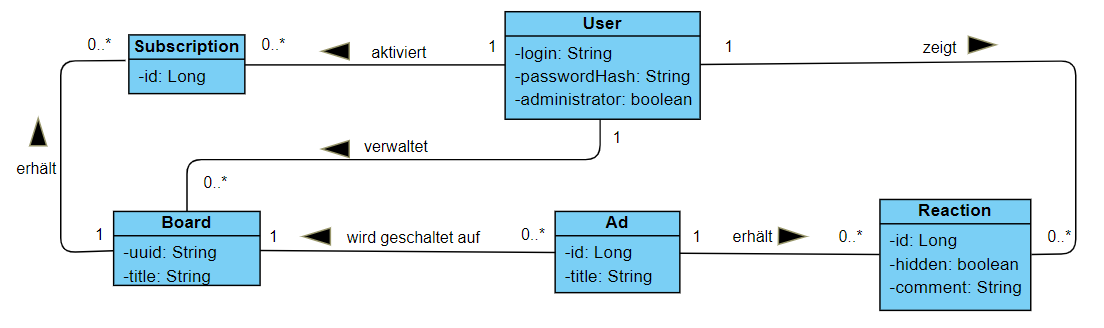 User
-login: String
-passwordHash: String
-administrator: boolean
1
1
1
zeigt
aktiviert
0..*
Subscription
-id: Long
0..*
erhält
verwaltet
0..*
1
Board
-uuid: String
-title: String
1
wird geschaltet auf
0..*
Ad
-id: Long
-title: String
1
erhält
0..*
Reaction
-id: Long
-hidden: boolean
-comment: String
0..*